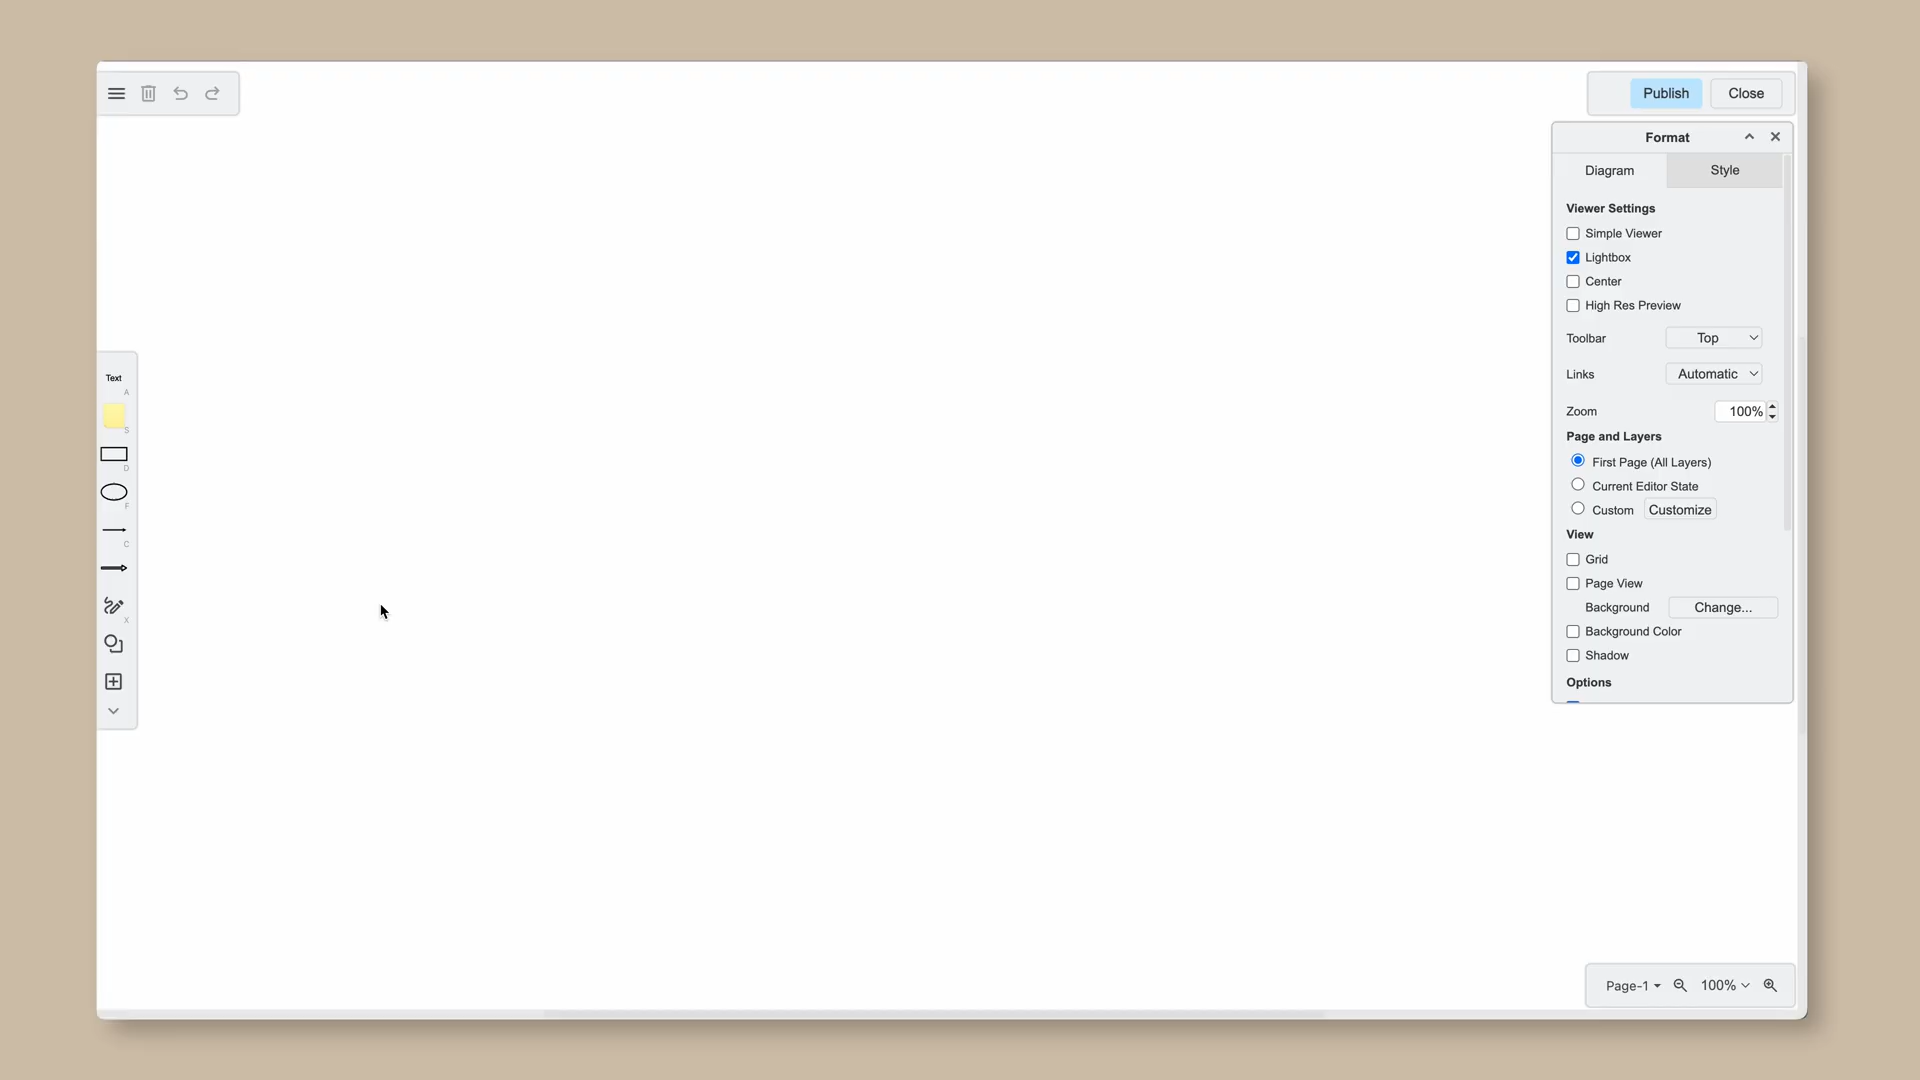 Publish
Close
Format
Diagram
Style
Viewer Settings
Simple Viewer
Lightbox
Center
High Res Preview
Toolbar Top
Links Automatic
Zoom 100%
Page and Layers
First Page (All Layers)
Current Editor State
Custom Customize
View
Grid
Page View
Background Change...
Background Color
Shadow
Options
Text
A
S
D
F
C
X
Page-1 100%